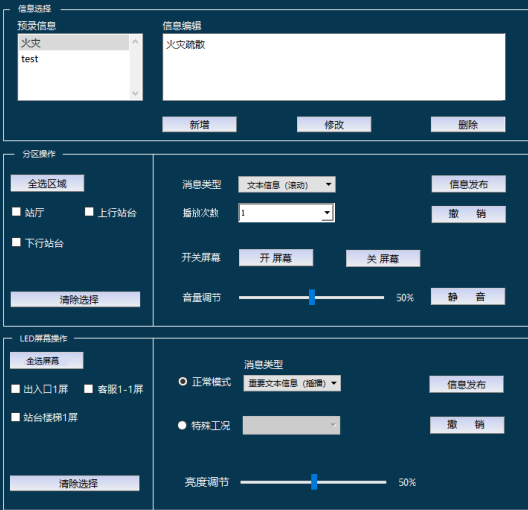 信息选择
预录信息 信息编辑
火灾 火灾疏散
test
新增 修改 删除
分区操作
全选区域 消息类型 文本信息（滚动） 信息发布
站厅 上行站台 播放次数 1 撤 销
下行站台
开关屏幕 开 屏幕 关 屏幕
清除选择 音量调节 50% 静 音
LED屏幕操作
全选屏幕 消息类型
出入口1屏 客服1-1屏 正常模式 重要文本信息（插播） 信息发布
站台楼梯1屏 特殊工况 撤 销
清除选择 亮度调节 50%